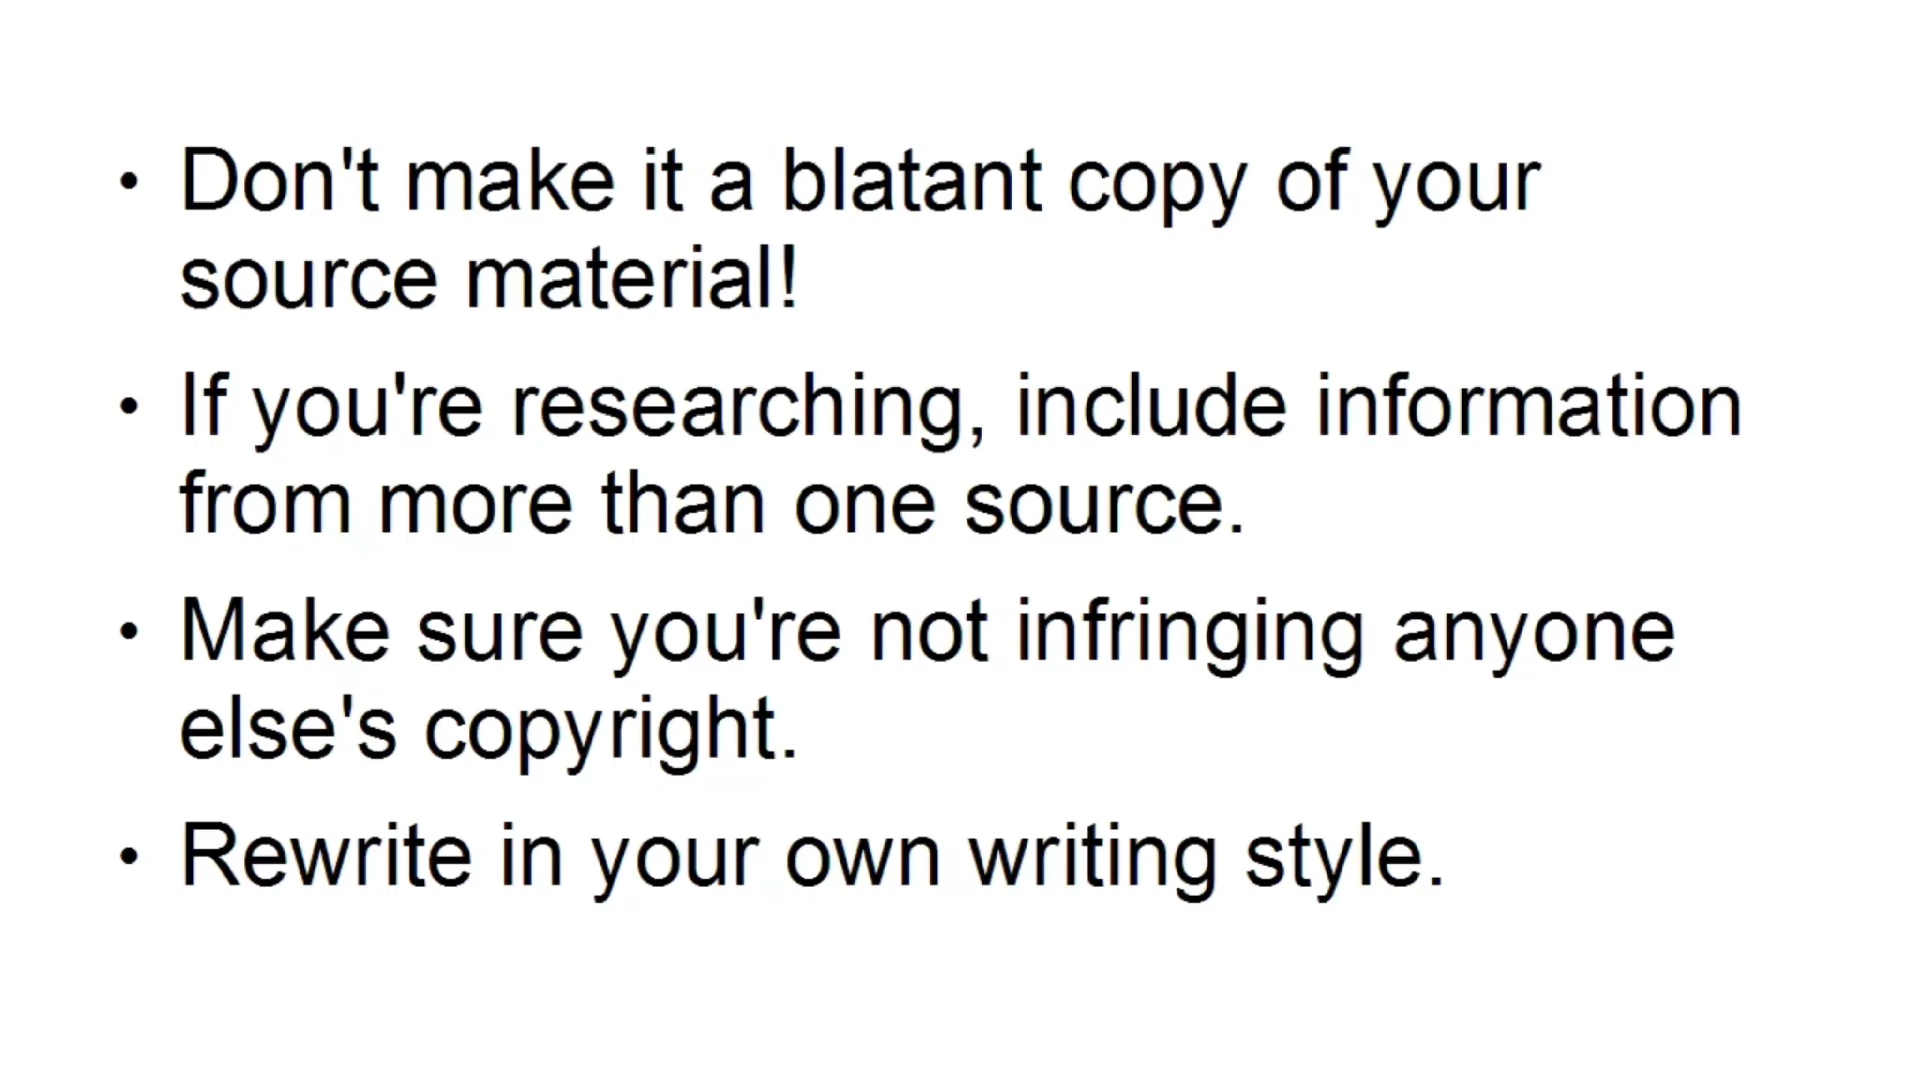 • Don't make it a blatant copy of your
source material!
• If you're researching, include information
from more than one source.
• Make sure you're not infringing anyone
else's copyright.
• Rewrite in your own writing style.